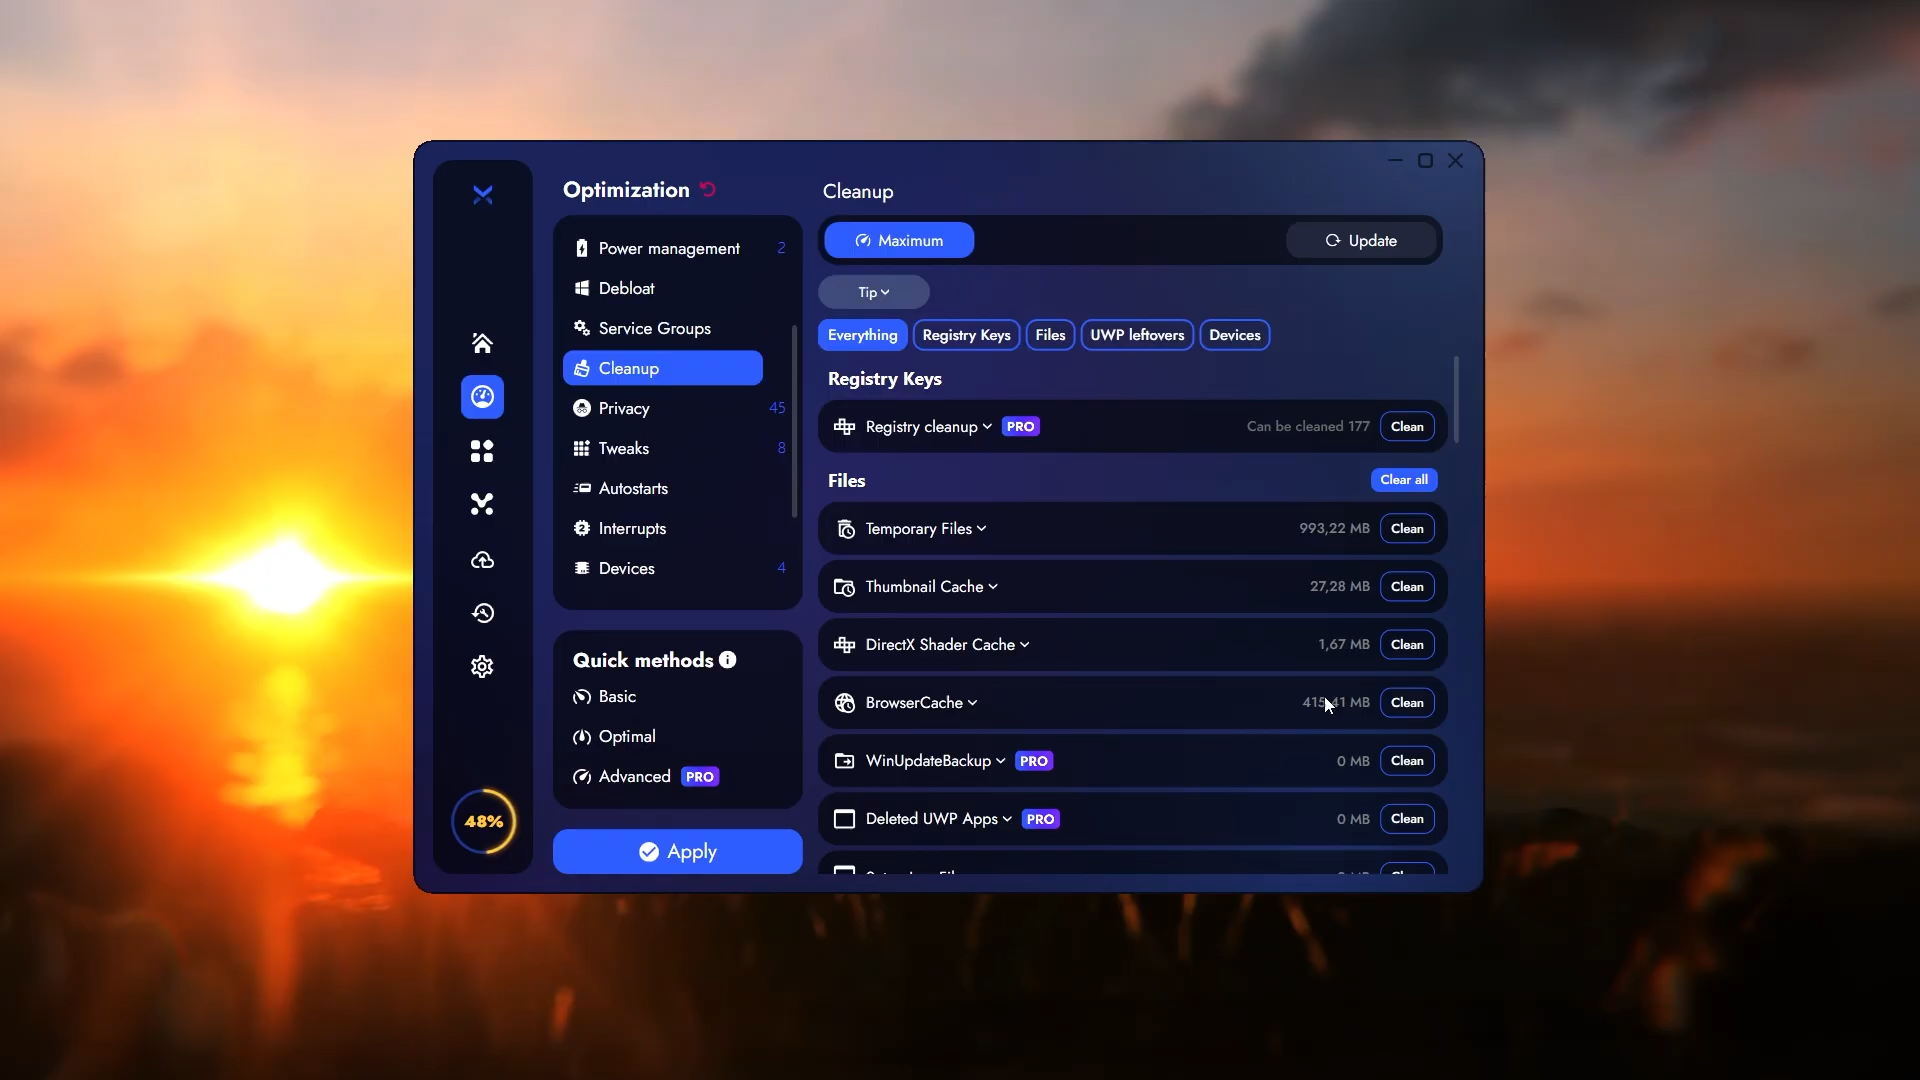 Optimization
Power management 2
Debloat
Service Groups
Cleanup
Privacy 45
Tweaks 8
Autostarts
Interrupts
Devices 4
Quick methods
Basic
Optimal
Advanced PRO
Apply
48%
Cleanup
Maximum
Update
Tip
Everything Registry Keys Files UWP leftovers Devices
Registry Keys
Registry cleanup PRO Can be cleaned 177 Clean
Files Clear all
Temporary Files 993,22 MB Clean
Thumbnail Cache 27,28 MB Clean
DirectX Shader Cache 1,67 MB Clean
BrowserCache MB Clean
WinUpdateBackup PRO 0 MB Clean
Deleted UWP Apps PRO 0 MB Clean